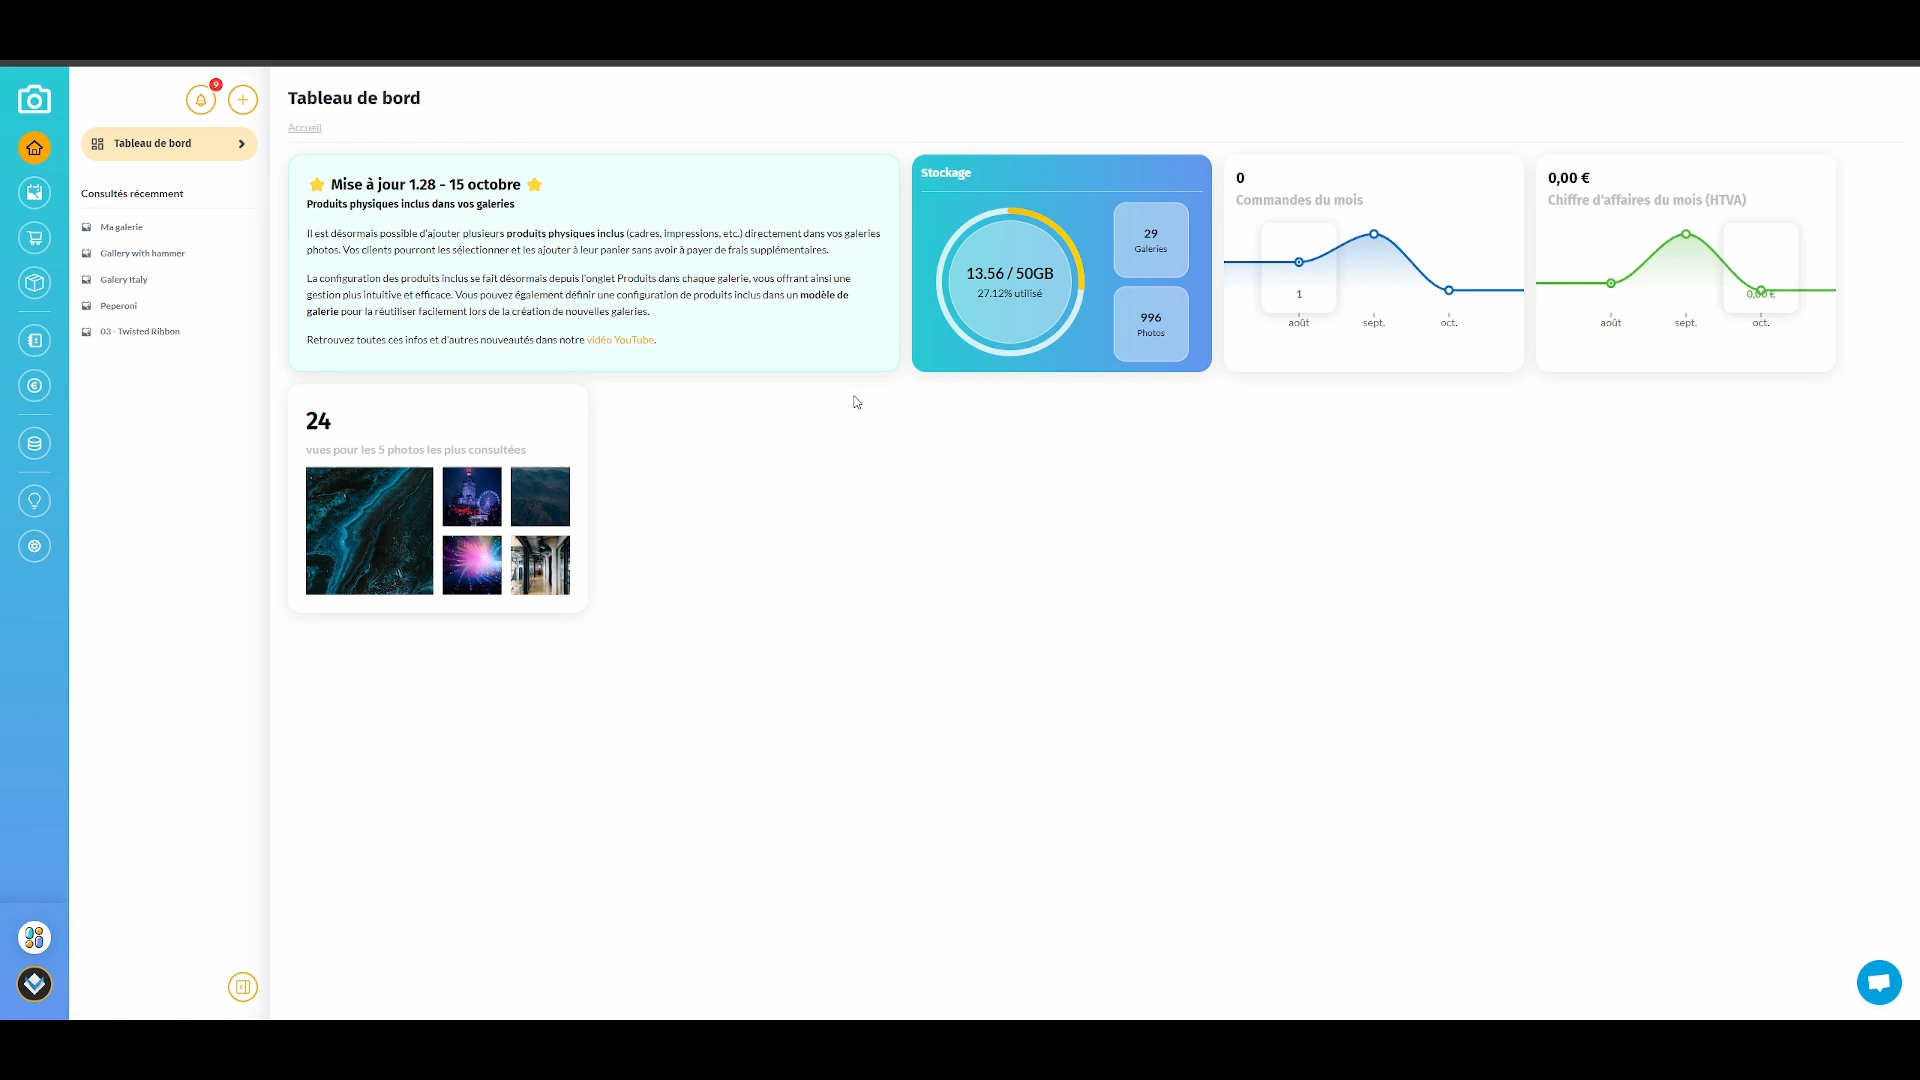 9
Tableau de bord
Consultés récemment
Ma galerie
Gallery with hammer
Galery Italy
Peperoni
03 - Twisted Ribbon
Tableau de bord
Accueil
Mise à jour 1.28 - 15 octobre
Produits physiques inclus dans vos galeries
Il est désormais possible d'ajouter plusieurs produits physiques inclus (cadres, impressions, etc.) directement dans vos galeries
photos. Vos clients pourront les sélectionner et les ajouter à leur panier sans avoir à payer de frais supplémentaires.
La configuration des produits inclus se fait désormais depuis l'onglet Produits dans chaque galerie, vous offrant ainsi une
gestion plus intuitive et efficace. Vous pouvez également définir une configuration de produits inclus dans un modèle de
galerie pour la réutiliser facilement lors de la création de nouvelles galeries.
Retrouvez toutes ces infos et d'autres nouveautés dans notre vidéo YouTube.
Stockage
13.56 / 50GB
27.12% utilisé
29
Galeries
996
Photos
0
Commandes du mois
1
août sept. oct.
0,00 €
Chiffre d'affaires du mois (HTVA)
0,00 €
août sept. oct.
24
vues pour les 5 photos les plus consultées